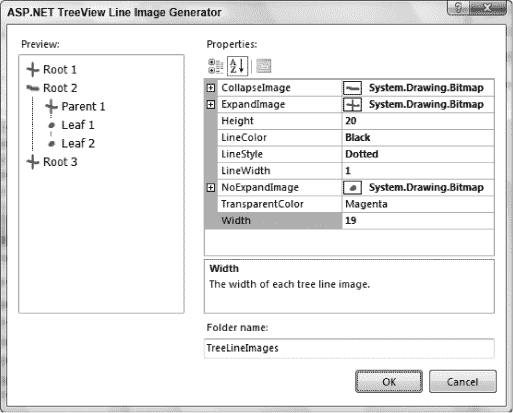 ASP.NET TreeView Line Image Generator
Preview:
Root 1
Root 2
Parent 1
Leaf 1
Leaf 2
Root 3
Properties:
CollapseImage System.Drawing.Bitmap
ExpandImage System.Drawing.Bitmap
Height 20
LineColor Black
LineStyle Dotted
LineWidth 1
NoExpandImage System.Drawing.Bitmap
TransparentColor Magenta
Width 19
Width
The width of each tree line image.
Folder name:
TreeLineImages
OK Cancel